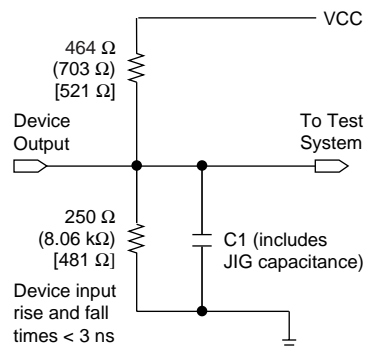 VCC
464 Ω
(703 Ω)
[521 Ω]
Device
Output
To Test
System
250 Ω
(8.06 kΩ)
[481 Ω]
C1 (includes
JIG capacitance)
Device input
rise and fall
times < 3 ns